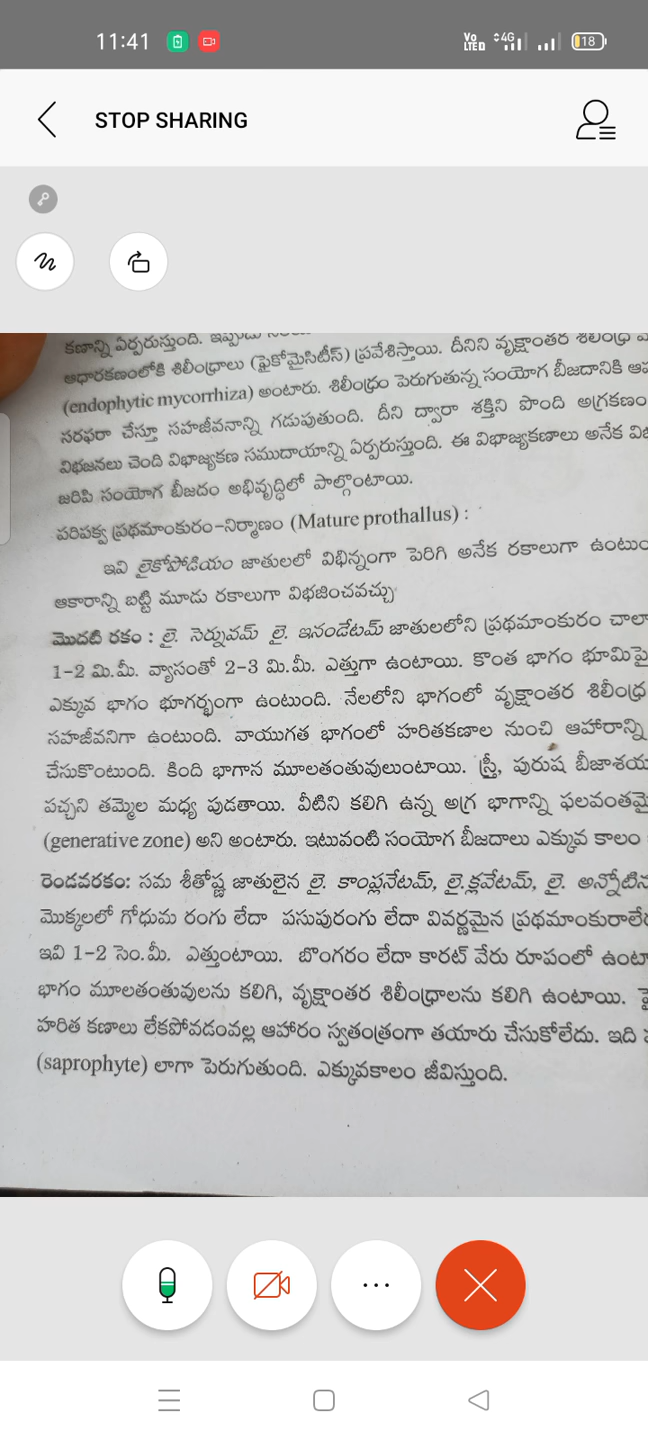 11:41
Vo LTE D 4G 18
STOP SHARING
కణాన్ని ఏర్పరుస్తుంది. ఇప్పుడు
ఆధారకణంలోకి శిలీంధ్రాలు (ఫైకోమైసిటీస్) ప్రవేశిస్తాయి. దీనిని వృక్షాంతర శిలీంధ్ర
(endophytic mycorrhiza) అంటారు. శిలీంధ్రం పెరుగుతున్న సంయోగ బీజదానికి
సరఫరా చేస్తూ సహజీవనాన్ని గడుపుతుంది. దీని ద్వారా శక్తిని పొంది అగ్రకణం
విభజనలు చెంది విభాజ్యకణ సముదాయాన్ని ఏర్పరుస్తుంది. ఈ విభాజ్యకణాలు అనేక
జరిపి సంయోగ బీజదం అభివృద్ధిలో పాల్గొంటాయి.
పరిపక్వ ప్రథమాంకురం-నిర్మాణం (Mature prothallus) :
ఇవి లైకోపోడియం జాతులలో విభిన్నంగా పెరిగి అనేక రకాలుగా
ఆకారాన్ని బట్టి మూడు రకాలుగా విభజించవచ్చు
మొదటి రకం : లై. సెర్నువమ్ లై. ఇనండేటమ్ జాతులలోని ప్రథమాంకురం చాలా
1-2 మి.మీ. వ్యాసంతో 2-3 మి.మీ. ఎత్తుగా ఉంటాయి. కొంత భాగం భూమిపై
ఎక్కువ భాగం భూగర్భంగా ఉంటుంది. నేలలోని భాగంలో వృక్షాంతర శిలీంధ్ర
సహజీవనిగా ఉంటుంది. వాయుగత భాగంలో హరితకణాల నుంచి ఆహారాన్ని
చేసుకొంటుంది. కింది భాగాన మూలతంతువులుంటాయి. స్త్రీ, పురుష
పచ్చని తమ్మెల మధ్య పుడతాయి. వీటిని కలిగి ఉన్న అగ్ర భాగాన్ని
(generative zone) అని అంటారు. ఇటువంటి సంయోగ బీజదాలు ఎక్కువ కాలం
రెండవరకం: సమ శీతోష్ణ జాతులైన లై. కాంప్లనేటమ్, లై.క్లవేటమ్, లై.
మొక్కలలో గోధుమ రంగు లేదా పసుపురంగు లేదా వివర్ణమైన
ఇవి 1-2 సెం.మీ. ఎత్తుంటాయి. బొంగరం లేదా కారట్ వేరు రూపంలో
భాగం మూలతంతువులను కలిగి, వృక్షాంతర శిలీంధ్రాలను కలిగి ఉంటాయి.
హరిత కణాలు లేకపోవడంవల్ల ఆహారం స్వతంత్రంగా తయారు చేసుకోలేదు. ఇది
(saprophyte) లాగా పెరుగుతుంది. ఎక్కువకాలం జీవిస్తుంది.